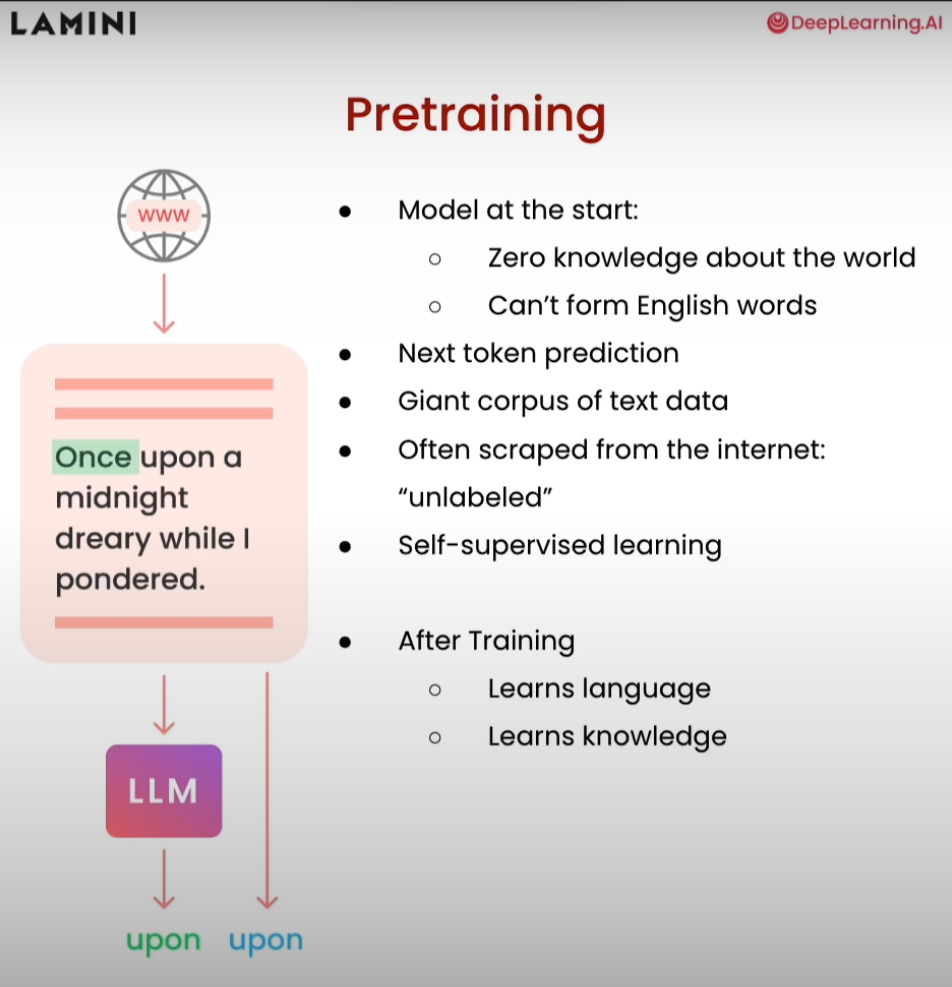 LAMINI
DeepLearning.AI
Pretraining
www
Once upon a
midnight
dreary while I
pondered.
LLM
upon upon
● Model at the start:
○ Zero knowledge about the world
○ Can’t form English words
● Next token prediction
● Giant corpus of text data
● Often scraped from the internet:
“unlabeled”
● Self-supervised learning
● After Training
○ Learns language
○ Learns knowledge